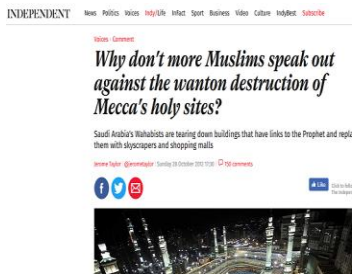 INDEPENDENT
News Politics Voices Indy/Life InFact Sport Business Video Culture IndyBest Subscribe
Voices › Comment
Why don't more Muslims speak out
against the wanton destruction of
Mecca's holy sites?
Saudi Arabia's Wahabists are tearing down buildings that have links to the Prophet and repla
them with skyscrapers and shopping malls
Jerome Taylor | @jerometaylor | Sunday 28 October 2012 | 150 comments
Like